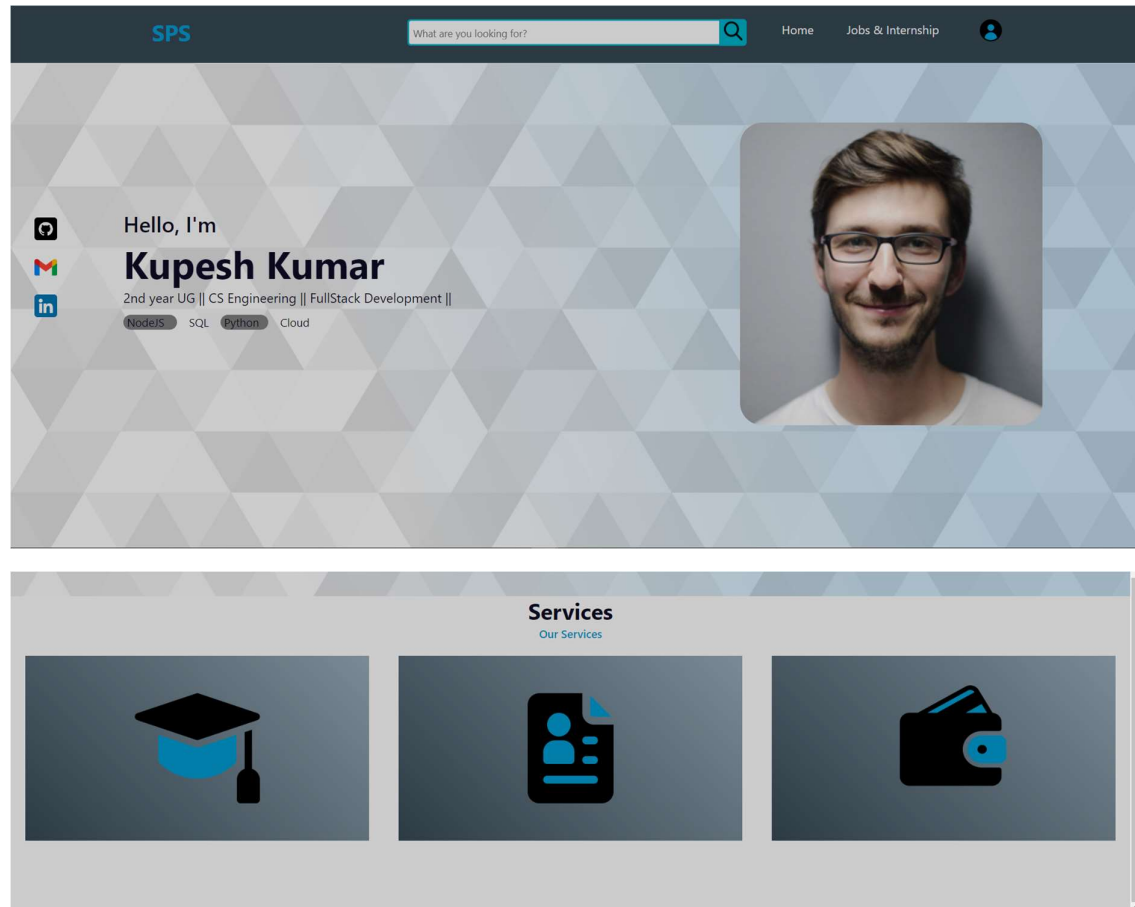 SPS
What are you looking for?
Home
Jobs & Internship
Hello, I'm
Kupesh Kumar
in
2nd year UG || CS Engineering || FullStack Development ||
NodeJS SQL Python Cloud
Services
Our Services